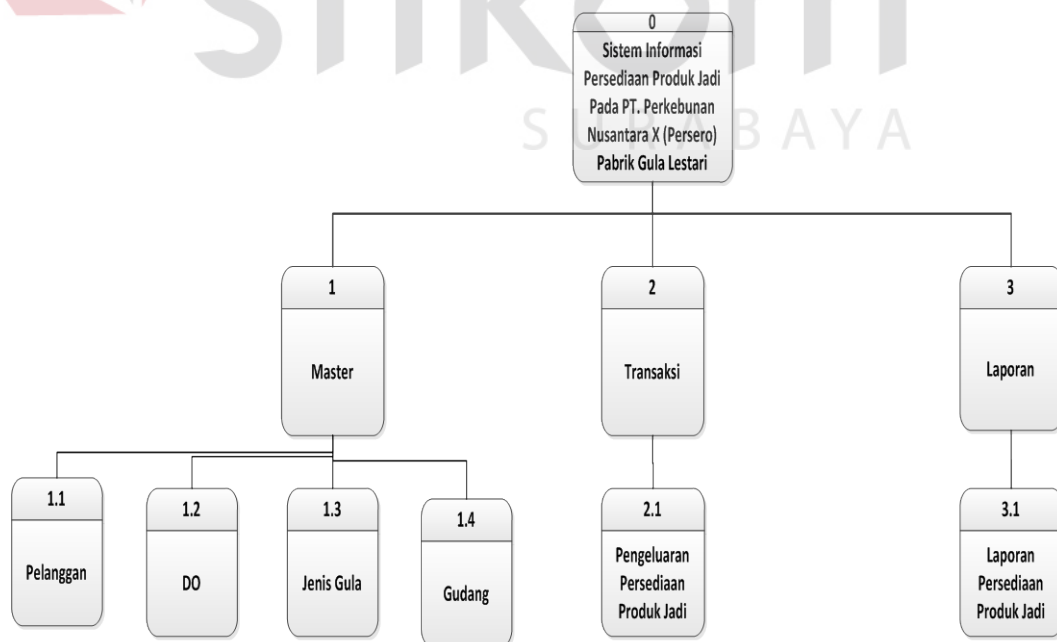 stikom
SURABAYA
0
Sistem Informasi
Persediaan Produk Jadi
Pada PT. Perkebunan
Nusantara X (Persero)
Pabrik Gula Lestari
1
Master
2
Transaksi
3
Laporan
1.1
Pelanggan
1.2
DO
1.3
Jenis Gula
1.4
Gudang
2.1
Pengeluaran
Persediaan
Produk Jadi
3.1
Laporan
Persediaan
Produk Jadi